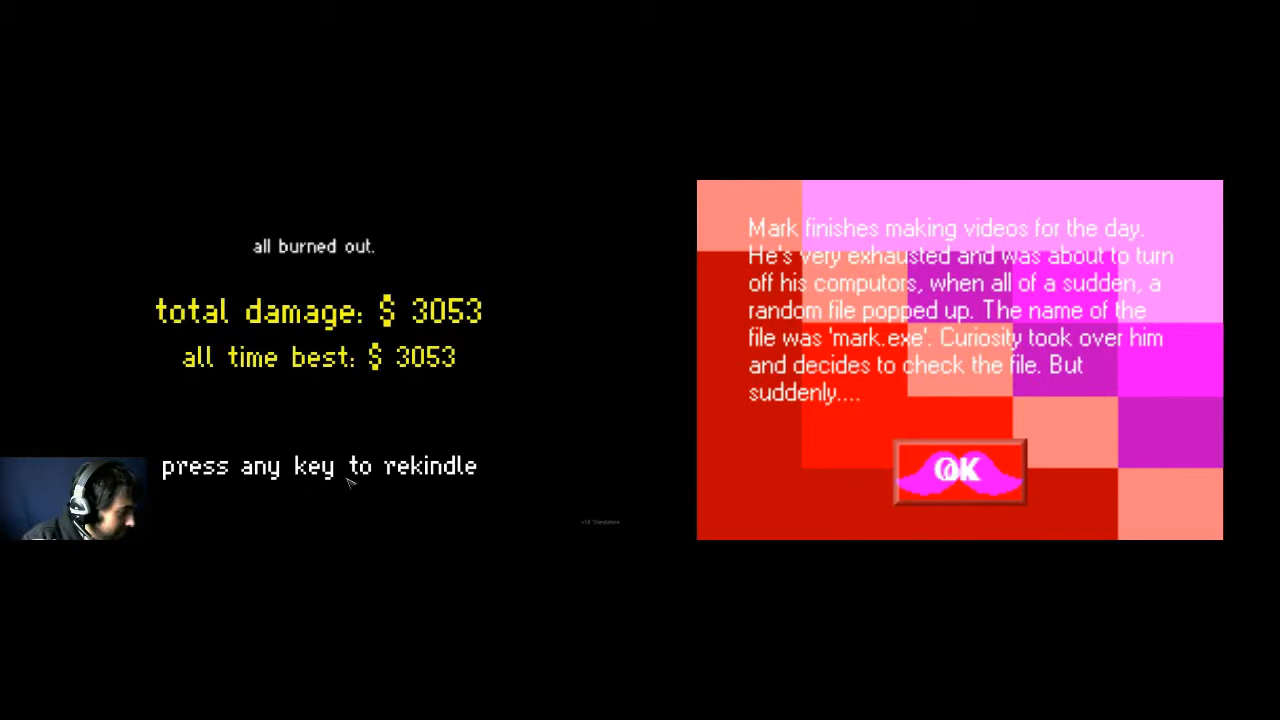 all burned out.
total damage: $ 3053
all time best: $ 3053
press any key to rekindle
Mark finishes making videos for the day.
He's very exhausted and was about to turn
off his computors, when all of a sudden, a
random file popped up. The name of the
file was 'mark.exe'. Curiosity took over him
and decides to check the file. But
suddenly....
OK